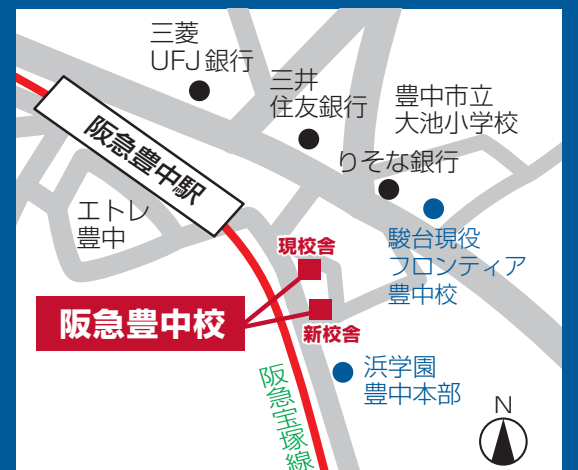 三菱
UFJ銀行
三井
住友銀行
豊中市立
大池小学校
りそな銀行
阪急豊中駅
エトレ
豊中
駿台現役
フロンティア
豊中校
現校舎
阪急豊中校
新校舎
浜学園
豊中本部
阪急宝塚線
N